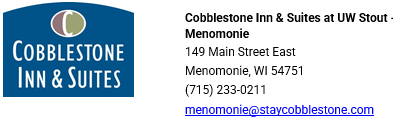 COBBLESTONE
INN & SUITES
Cobblestone Inn & Suites at UW Stout -
Menomonie
149 Main Street East
Menomonie, WI 54751
(715) 233-0211
menomonie@staycobblestone.com